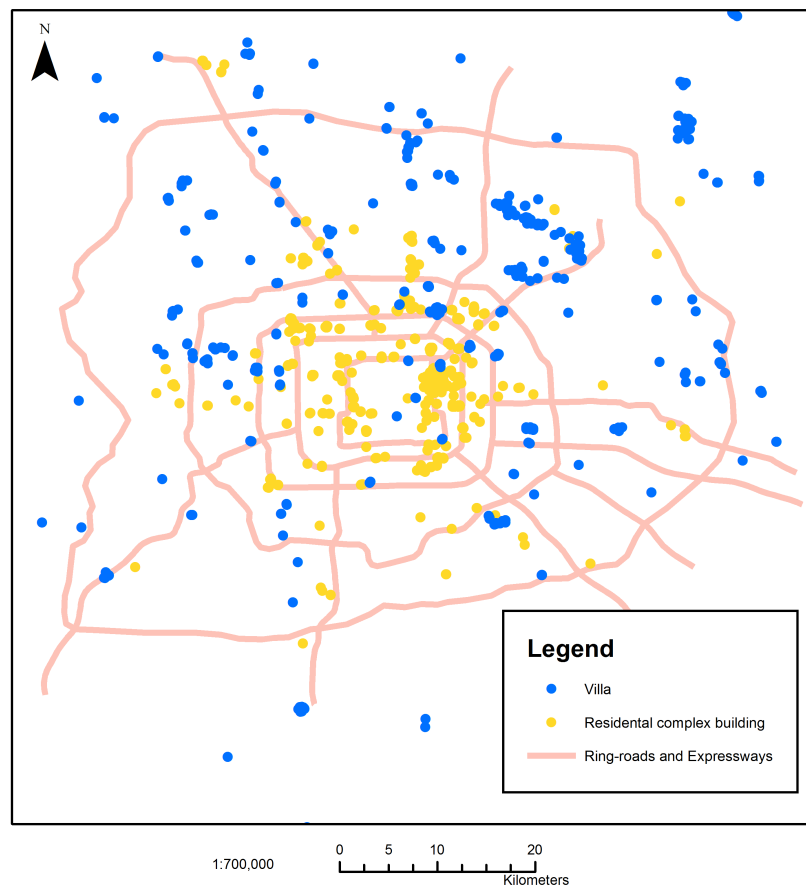 N
Legend
Villa
Residental complex building
Ring-roads and Expressways
1:700,000
0 5 10 20
Kilometers